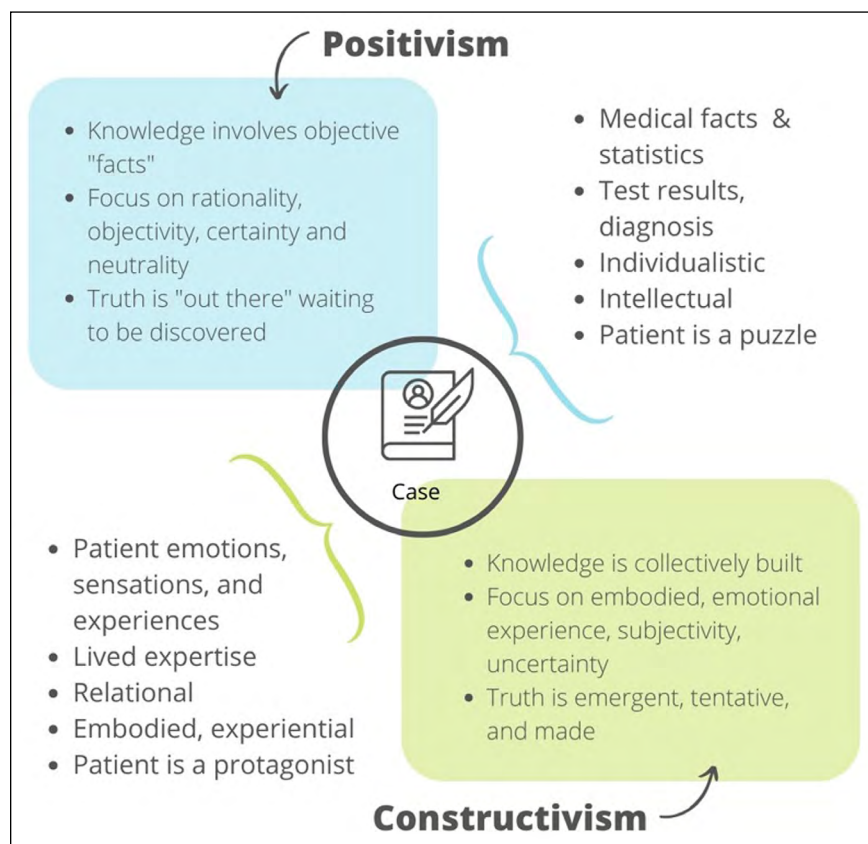 Positivism
• Knowledge involves objective
"facts"
• Focus on rationality,
objectivity, certainty and
neutrality
• Truth is "out there" waiting
to be discovered
• Medical facts & 
statistics
• Test results,
diagnosis
• Individualistic
• Intellectual
• Patient is a puzzle
Case
• Patient emotions,
sensations, and
experiences
• Lived expertise
• Relational
• Embodied, experiential
• Patient is a protagonist
• Knowledge is collectively built
• Focus on embodied, emotional
experience, subjectivity,
uncertainty
• Truth is emergent, tentative,
and made
Constructivism